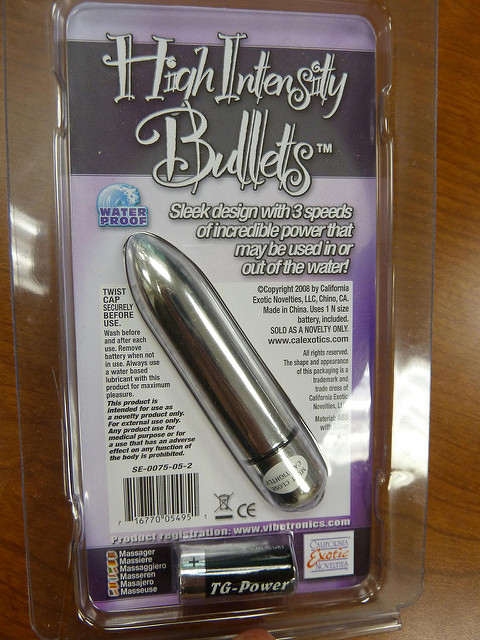 High Intensity
Bullets™
WATER
PROOF
Sleek design with 3 speeds
of incredible power that
may be used in or
out of the water!
TWIST
CAP
SECURELY
BEFORE
USE.
Wash before
and after each
use. Remove
battery when not
in use. Always use
a water based
lubricant with this
product for maximum
pleasure.
This product is
intended for use as
a novelty product only.
For external use only.
Any product use for
medical purpose or for
a use that has an adverse
effect on any function of
the body is prohibited.
©Copyright 2008 by California
Exotic Novelties, LLC, Chino, CA.
Made in China. Uses 1 N size
battery, included.
SOLD AS A NOVELTY ONLY.
www.calexotics.com
All rights reserved.
The shape and appearance
of this packaging is a
trademark and
trade dress of
California Exotic
Novelties,
Material: ABS
SE-0075-05-2
7 16770 05495 1
CE
Product registration: www.vibetronics.com
Massager
Massiere
Massaggiero
Masseren
Masajero
Masseuse
TG-Power
CALIFORNIA
Exotic
NOVELTIES